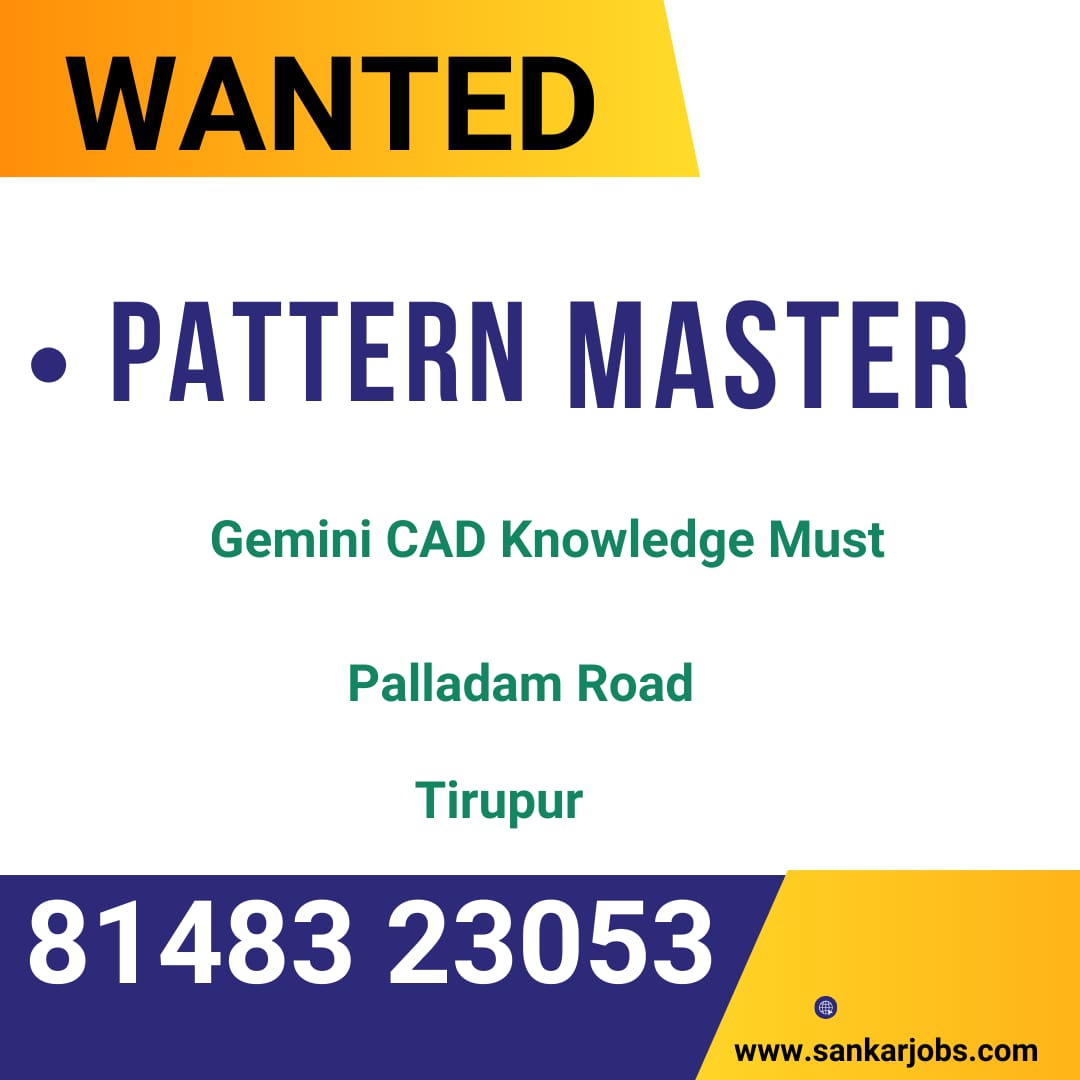 WANTED
• PATTERN MASTER
Gemini CAD Knowledge Must
Palladam Road
Tirupur
81483 23053
www.sankarjobs.com